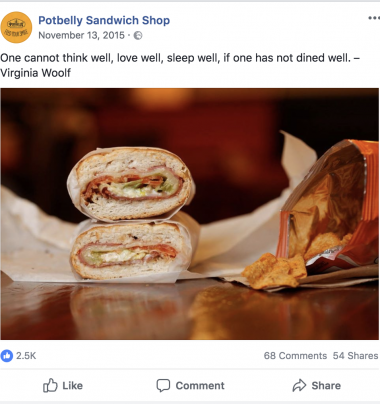 Potbelly Sandwich Shop
November 13, 2015 ·
One cannot think well, love well, sleep well, if one has not dined well. –
Virginia Woolf
2.5K
68 Comments 54 Shares
Like
Comment
Share